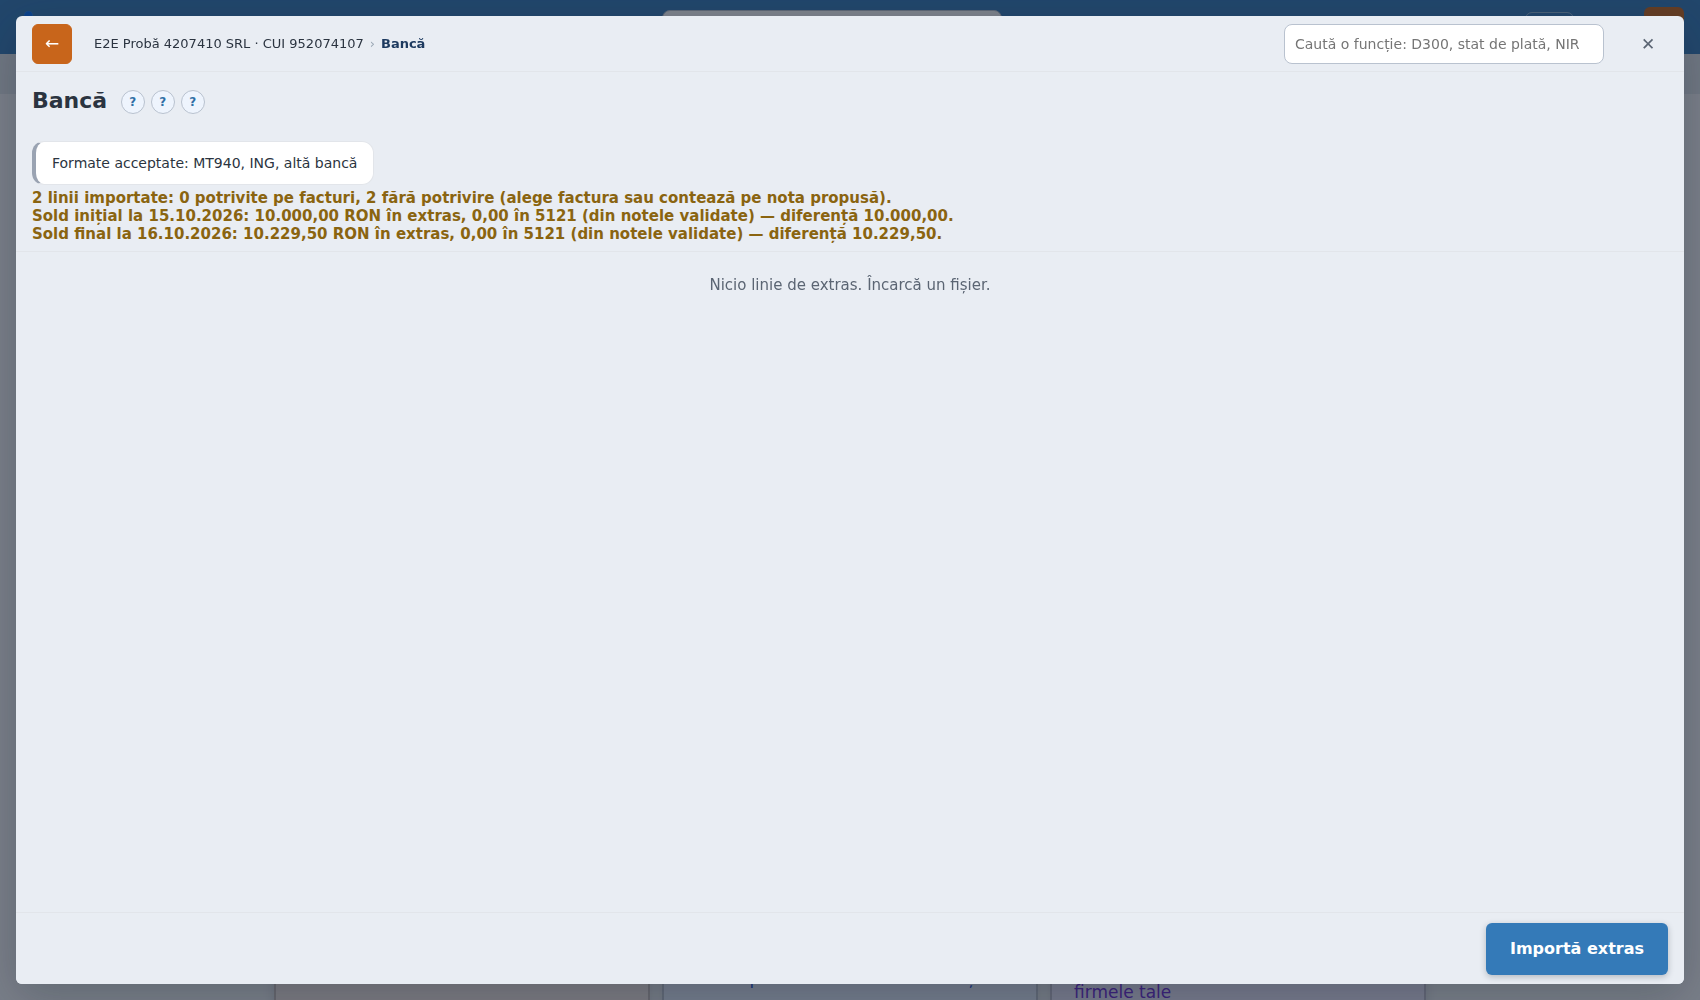 ←
E2E Probă 4207410 SRL · CUI 952074107 › Bancă
Caută o funcție: D300, stat de plată, NIR
✕
Bancă ? ? ?
Formate acceptate: MT940, ING, altă bancă
2 linii importate: 0 potrivite pe facturi, 2 fără potrivire (alege factura sau contează pe nota propusă).
Sold inițial la 15.10.2026: 10.000,00 RON în extras, 0,00 în 5121 (din notele validate) — diferență 10.000,00.
Sold final la 16.10.2026: 10.229,50 RON în extras, 0,00 în 5121 (din notele validate) — diferență 10.229,50.
Nicio linie de extras. Încarcă un fișier.
Importă extras
firmele tale